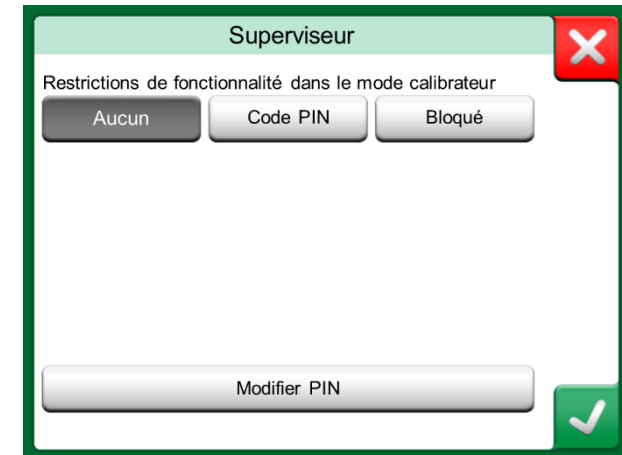 Superviseur
Restrictions de fonctionnalité dans le mode calibrateur
Aucun Code PIN Bloqué
Modifier PIN